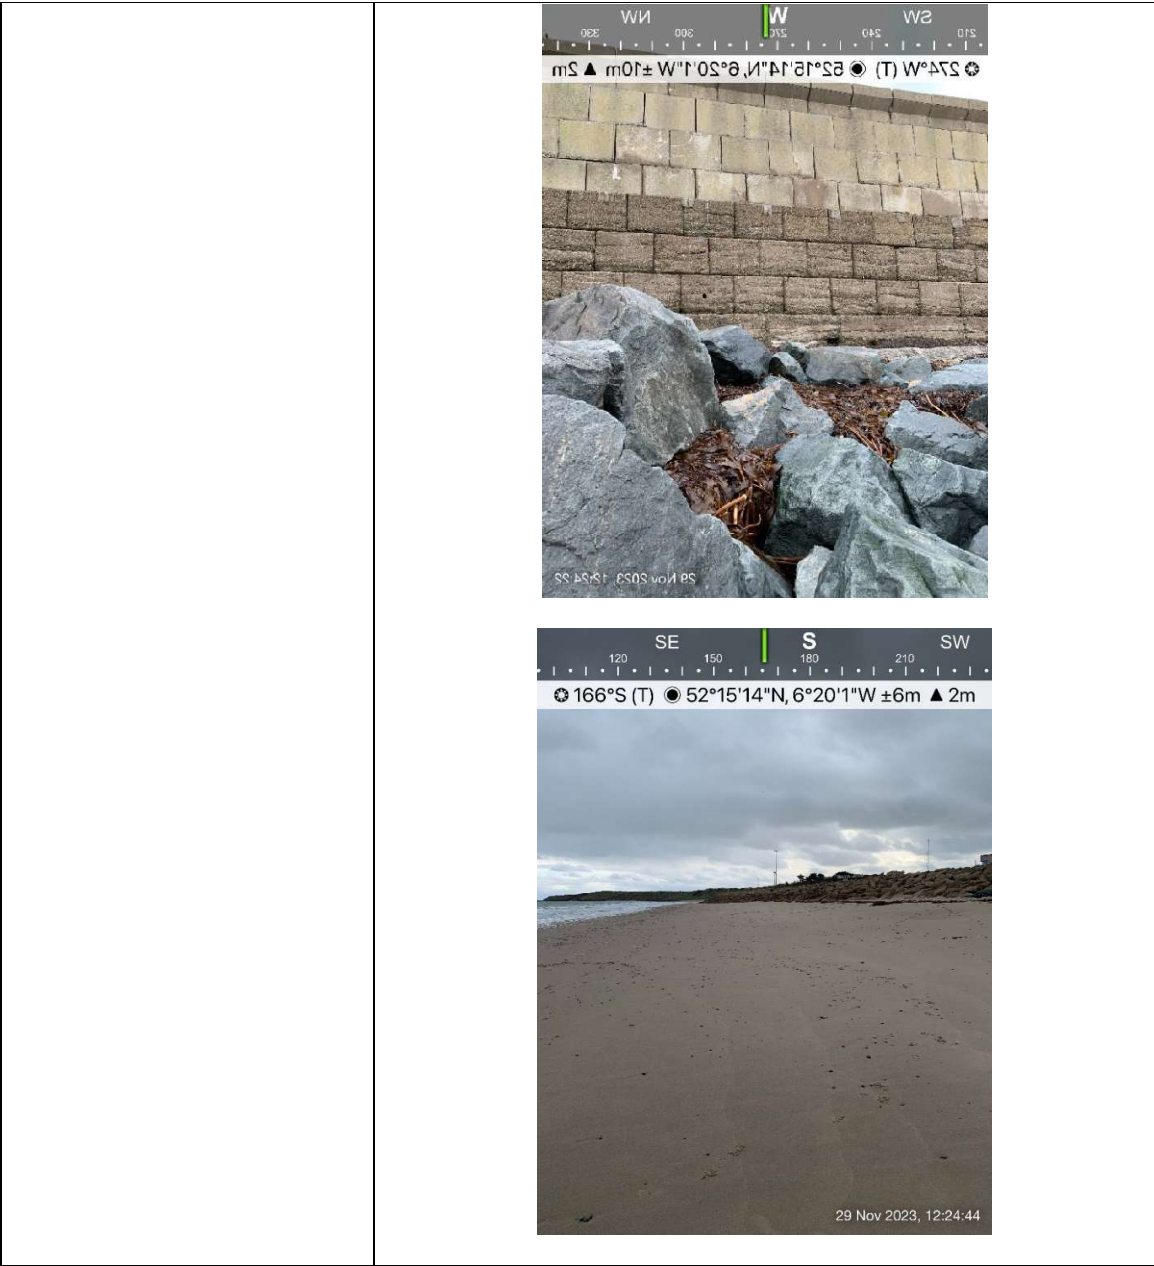 NW W SW
330 300 270 240 210
274°W (T) 52°15'14"N, 6°20'1"W ±10m ▲ 2m
29 Nov 2023, 12:24:22
SE S SW
120 150 180 210
166°S (T) 52°15'14"N, 6°20'1"W ±6m ▲ 2m
29 Nov 2023, 12:24:44